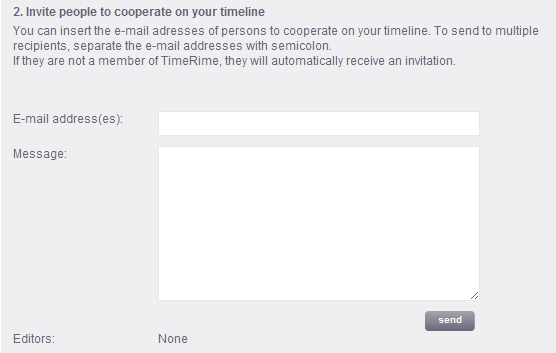 2. Invite people to cooperate on your timeline
You can insert the e-mail adresses of persons to cooperate on your timeline. To send to multiple
recipients, separate the e-mail addresses with semicolon.
If they are not a member of TimeRime, they will automatically receive an invitation.
E-mail address(es):
Message:
send
Editors: None